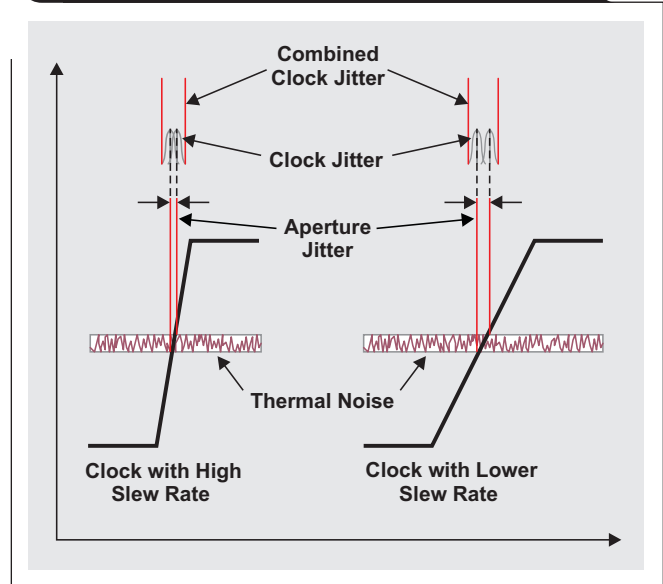 Combined
Clock Jitter
Clock Jitter
Aperture
Jitter
Thermal Noise
Clock with High
Slew Rate
Clock with Lower
Slew Rate